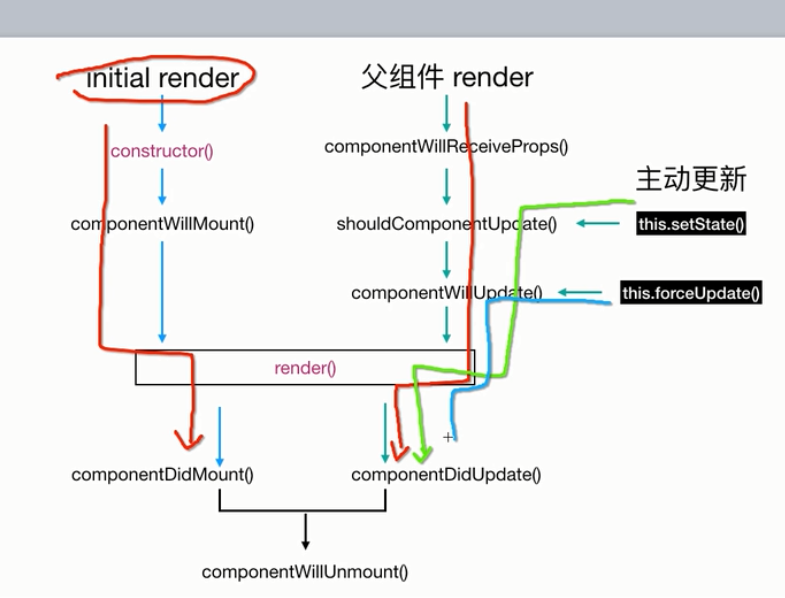 initial render
父组件 render
constructor()
componentWillReceiveProps()
主动更新
componentWillMount()
shouldComponentUpdate()
this.setState()
componentWillUpdate()
this.forceUpdate()
render()
componentDidMount()
componentDidUpdate()
componentWillUnmount()